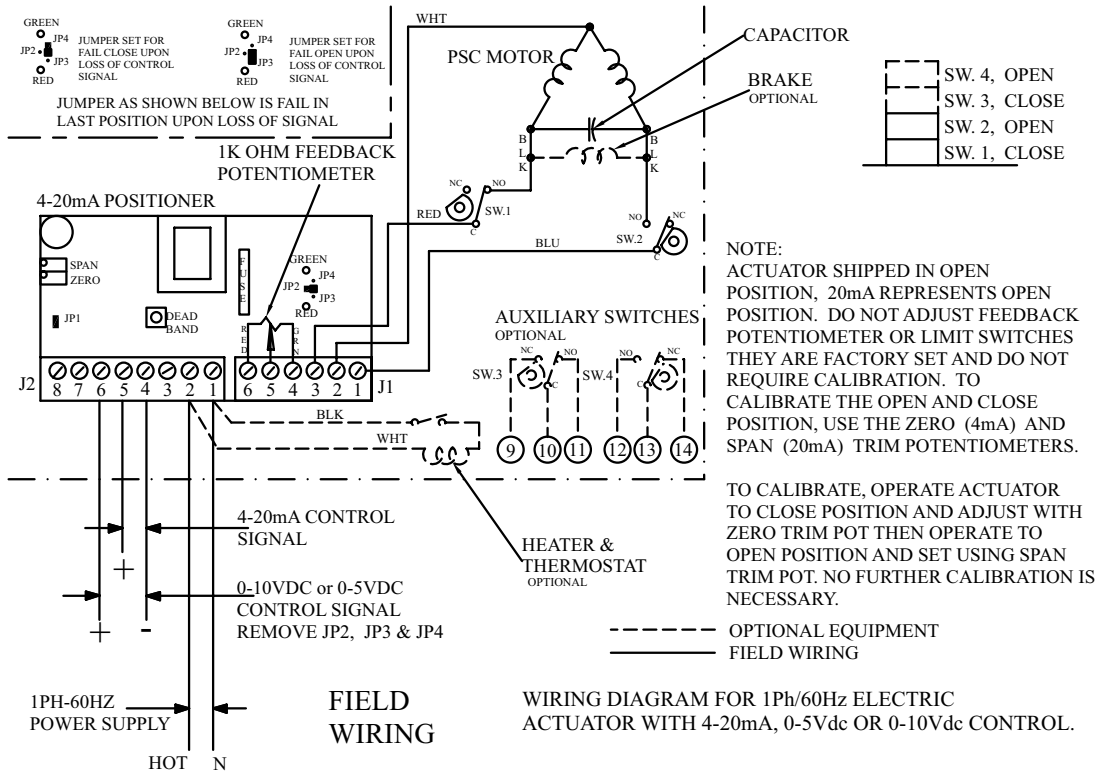 GREEN
JP4
JP2
JP3
RED
JUMPER SET FOR
FAIL CLOSE UPON
LOSS OF CONTROL
SIGNAL
GREEN
JP4
JP2
JP3
RED
JUMPER SET FOR
FAIL OPEN UPON
LOSS OF CONTROL
SIGNAL
JUMPER AS SHOWN BELOW IS FAIL IN
LAST POSITION UPON LOSS OF SIGNAL
WHT
PSC MOTOR
CAPACITOR
BRAKE
OPTIONAL
BLK
BLK
SW. 4, OPEN
SW. 3, CLOSE
SW. 2, OPEN
SW. 1, CLOSE
1K OHM FEEDBACK
POTENTIOMETER
4-20mA POSITIONER
NC
NO
RED
SW.1
C
NO
NC
SW.2
C
BLU
SPAN
ZERO
JP1
DEAD
BAND
FUSE
GREEN
JP4
JP2
JP3
RED
RED
GRN
J2
8 7 6 5 4 3 2 1
6 5 4 3 2 1
J1
AUXILIARY SWITCHES
OPTIONAL
NC
NO
SW.3
C
NO
NC
SW.4
C
9 10 11 12 13 14
BLK
WHT
HEATER &
THERMOSTAT
OPTIONAL
NOTE:
ACTUATOR SHIPPED IN OPEN
POSITION, 20mA REPRESENTS OPEN
POSITION. DO NOT ADJUST FEEDBACK
POTENTIOMETER OR LIMIT SWITCHES
THEY ARE FACTORY SET AND DO NOT
REQUIRE CALIBRATION. TO
CALIBRATE THE OPEN AND CLOSE
POSITION, USE THE ZERO (4mA) AND
SPAN (20mA) TRIM POTENTIOMETERS.
TO CALIBRATE, OPERATE ACTUATOR
TO CLOSE POSITION AND ADJUST WITH
ZERO TRIM POT THEN OPERATE TO
OPEN POSITION AND SET USING SPAN
TRIM POT. NO FURTHER CALIBRATION IS
NECESSARY.
4-20mA CONTROL
SIGNAL
+
0-10VDC or 0-5VDC
CONTROL SIGNAL
REMOVE JP2, JP3 & JP4
+ -
OPTIONAL EQUIPMENT
FIELD WIRING
1PH-60HZ
POWER SUPPLY
HOT N
FIELD
WIRING
WIRING DIAGRAM FOR 1Ph/60Hz ELECTRIC
ACTUATOR WITH 4-20mA, 0-5Vdc OR 0-10Vdc CONTROL.